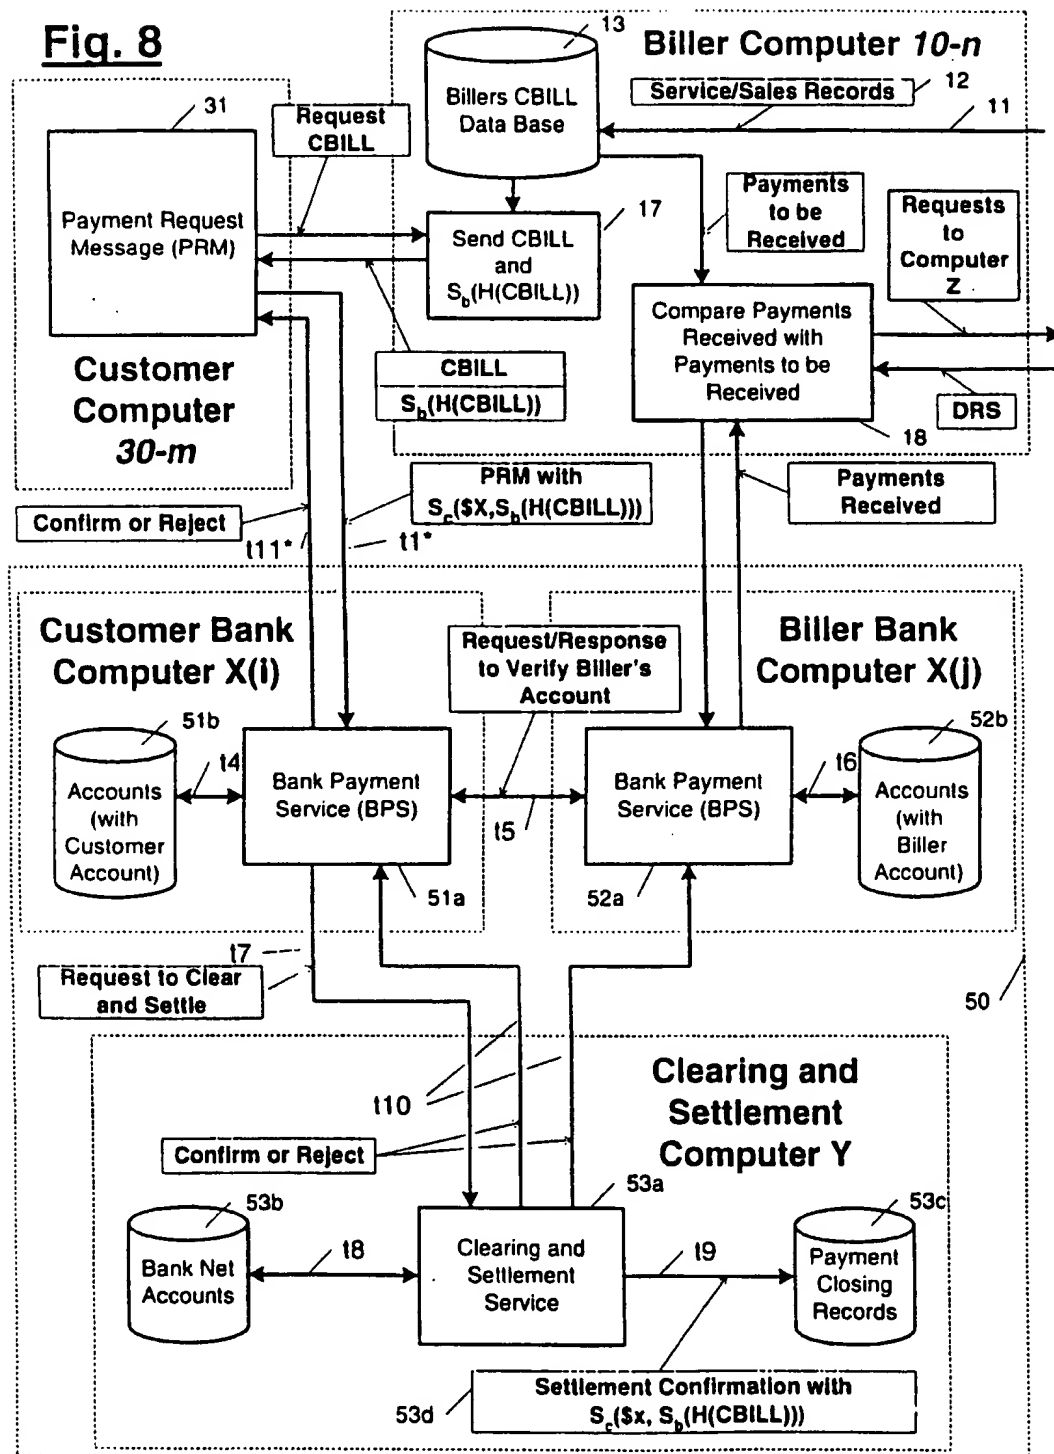 Fig. 8
13
Biller Computer 10-n
31
Request
CBILL
Billers CBILL
Data Base
Service/Sales Records
12
11
Payment Request
Message (PRM)
17
Send CBILL
and
S_b(H(CBILL))
Payments
to be
Received
Requests
to
Computer
Z
Compare Payments
Received with
Payments to be
Received
Customer
Computer
30-m
CBILL
S_b(H(CBILL))
DRS
18
PRM with
S_c($X,S_b(H(CBILL)))
Payments
Received
Confirm or Reject
t11*
t1*
Customer Bank
Computer X(i)
Request/Response
to Verify Biller's
Account
Biller Bank
Computer X(j)
51b
52b
t4
t6
Accounts
(with
Customer
Account)
Bank Payment
Service (BPS)
t5
Bank Payment
Service (BPS)
Accounts
(with
Biller
Account)
51a
52a
t7
Request to Clear
and Settle
50
Clearing and
Settlement
Computer Y
t10
Confirm or Reject
53b
53a
53c
Bank Net
Accounts
t8
Clearing and
Settlement
Service
t9
Payment
Closing
Records
53d
Settlement Confirmation with
S_c($x, S_b(H(CBILL)))